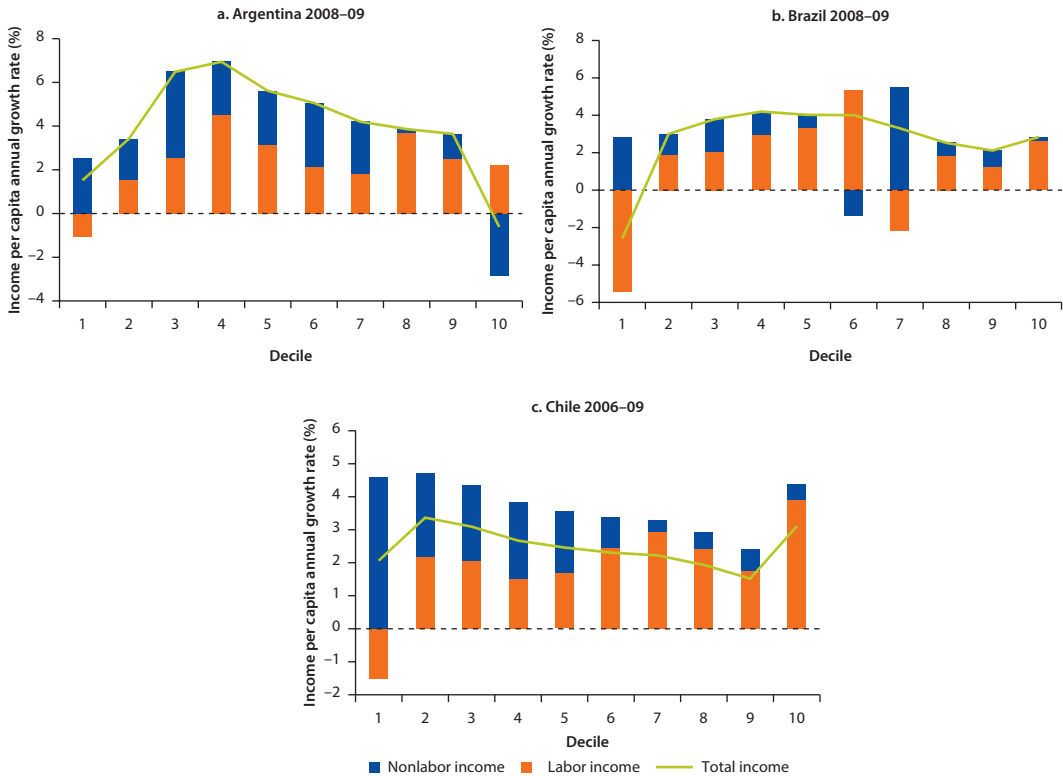 a. Argentina 2008–09
Income per capita annual growth rate (%)
8
6
4
2
0
–2
–4
1 2 3 4 5 6 7 8 9 10
Decile
b. Brazil 2008–09
Income per capita annual growth rate (%)
8
6
4
2
0
–2
–4
–6
1 2 3 4 5 6 7 8 9 10
Decile
c. Chile 2006–09
Income per capita annual growth rate (%)
6
5
4
3
2
1
0
–1
–2
1 2 3 4 5 6 7 8 9 10
Decile
Nonlabor income Labor income Total income